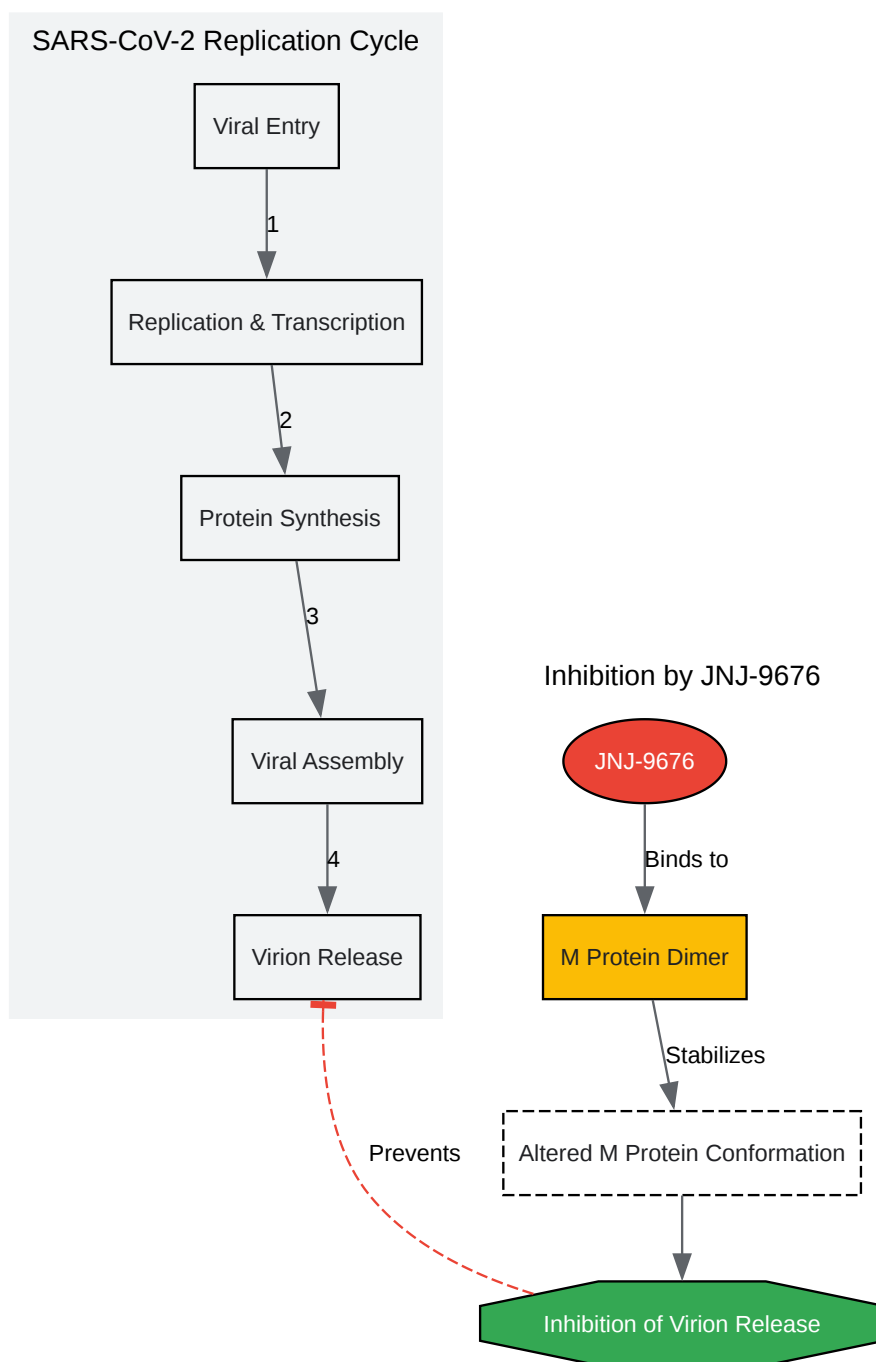 SARS-CoV-2 Replication Cycle
Viral Entry
1
Replication & Transcription
2
Protein Synthesis
3
Viral Assembly
4
Virion Release
Inhibition by JNJ-9676
JNJ-9676
Binds to
M Protein Dimer
Stabilizes
Altered M Protein Conformation
Prevents
Inhibition of Virion Release